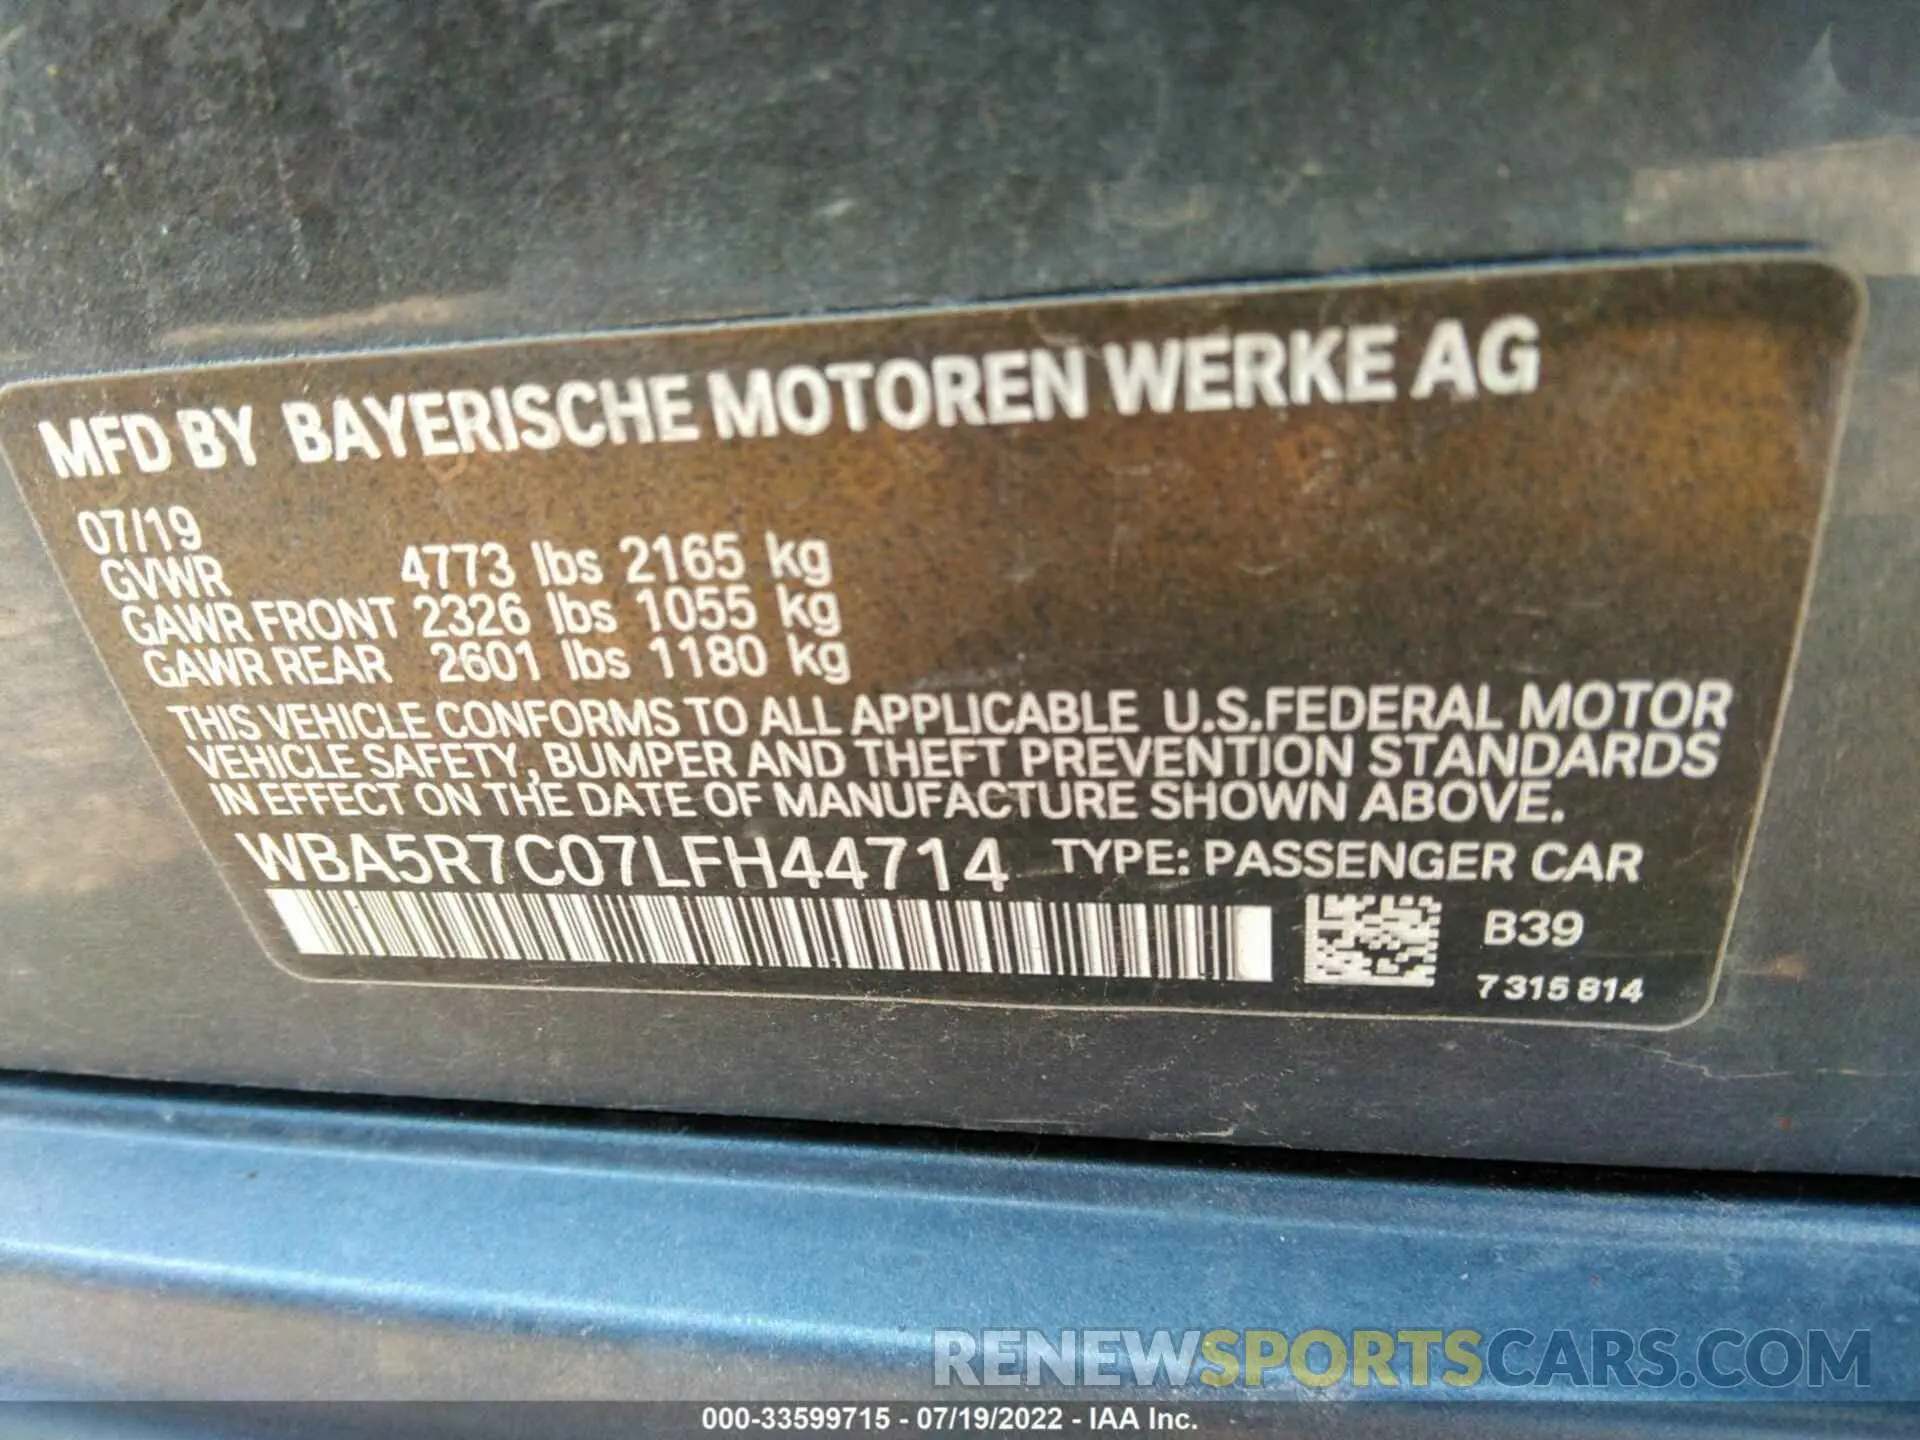 MFD BY BAYERISCHE MOTOREN WERKE AG
07/19
GVWR 4773 lbs 2165 kg
GAWR FRONT 2326 lbs 1055 kg
GAWR REAR 2601 lbs 1180 kg
THIS VEHICLE CONFORMS TO ALL APPLICABLE U.S.FEDERAL MOTOR
VEHICLE SAFETY, BUMPER AND THEFT PREVENTION STANDARDS
IN EFFECT ON THE DATE OF MANUFACTURE SHOWN ABOVE.
WBA5R7C07LFH44714 TYPE: PASSENGER CAR
B39
7 315 814
RENEWSPORTSCARS.COM
000-33599715 - 07/19/2022 - IAA Inc.